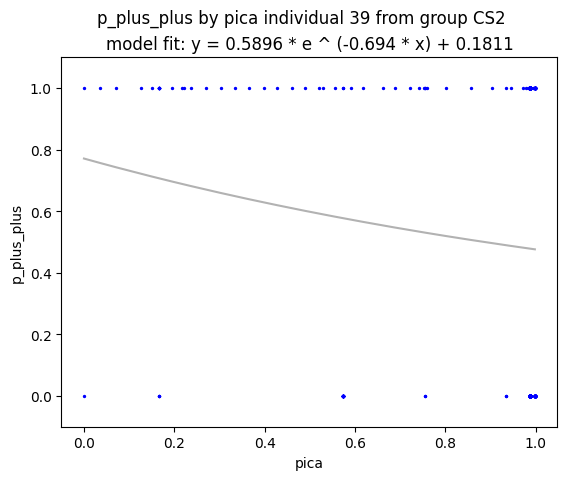 p_plus_plus by pica individual 39 from group CS2
model fit: y = 0.5896 * e ^ (-0.694 * x) + 0.1811
1.0
0.8
0.6
0.4
0.2
0.0
p_plus_plus
0.0 0.2 0.4 0.6 0.8 1.0
pica